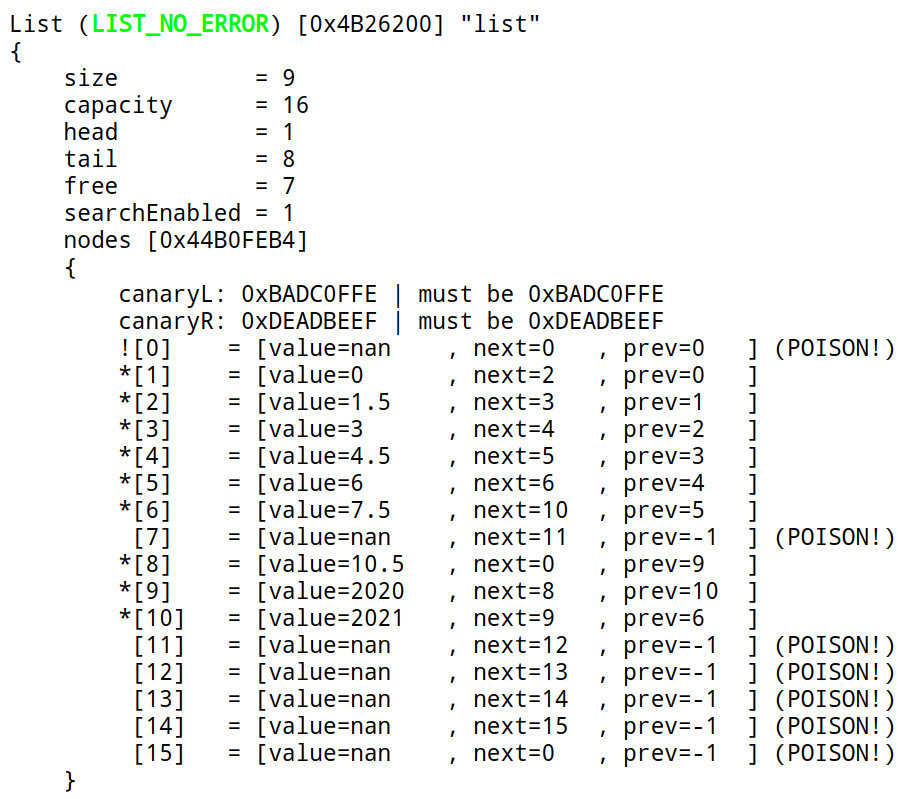 List (LIST_NO_ERROR) [0x4B26200] "list"
{
    size          = 9
    capacity      = 16
    head          = 1
    tail          = 8
    free          = 7
    searchEnabled = 1
    nodes [0x44B0FEB4]
    {
        canaryL: 0xBADC0FFE | must be 0xBADC0FFE
        canaryR: 0xDEADBEEF | must be 0xDEADBEEF
        ![0]    = [value=nan    , next=0   , prev=0   ] (POISON!)
        *[1]    = [value=0      , next=2   , prev=0   ]
        *[2]    = [value=1.5    , next=3   , prev=1   ]
        *[3]    = [value=3      , next=4   , prev=2   ]
        *[4]    = [value=4.5    , next=5   , prev=3   ]
        *[5]    = [value=6      , next=6   , prev=4   ]
        *[6]    = [value=7.5    , next=10  , prev=5   ]
         [7]    = [value=nan    , next=11  , prev=-1  ] (POISON!)
        *[8]    = [value=10.5   , next=0   , prev=9   ]
        *[9]    = [value=2020   , next=8   , prev=10  ]
        *[10]   = [value=2021   , next=9   , prev=6   ]
         [11]   = [value=nan    , next=12  , prev=-1  ] (POISON!)
         [12]   = [value=nan    , next=13  , prev=-1  ] (POISON!)
         [13]   = [value=nan    , next=14  , prev=-1  ] (POISON!)
         [14]   = [value=nan    , next=15  , prev=-1  ] (POISON!)
         [15]   = [value=nan    , next=0   , prev=-1  ] (POISON!)
    }